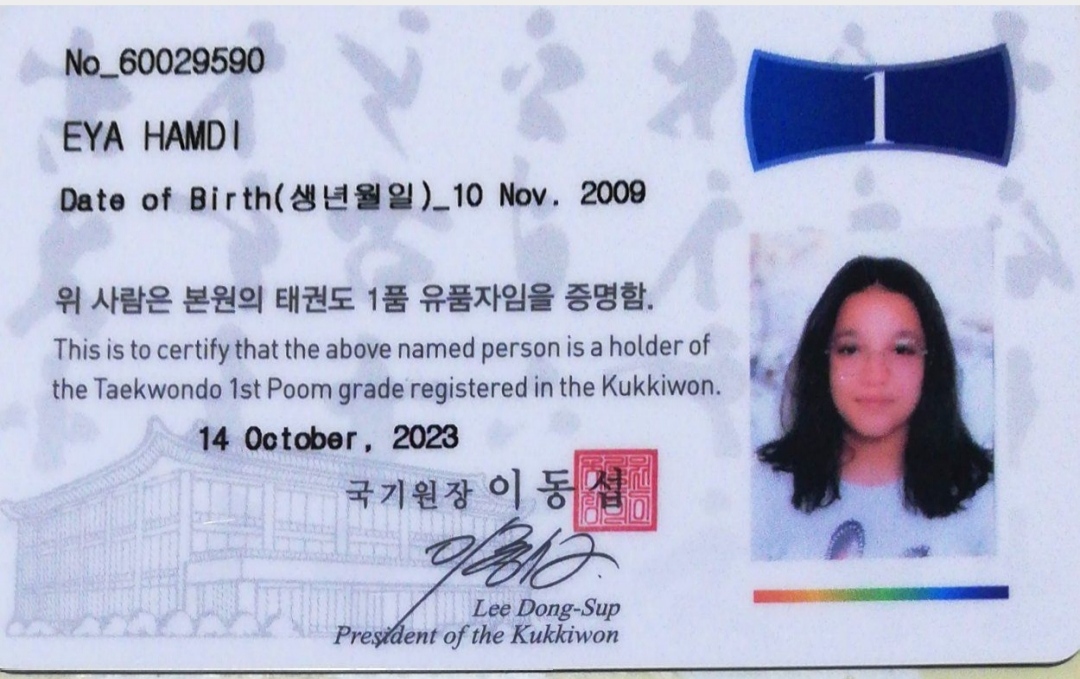 No_60029590
1
EYA HAMDI
Date of Birth(생년월일)_10 Nov. 2009
위 사람은 본원의 태권도 1품 유품자임을 증명함.
This is to certify that the above named person is a holder of
the Taekwondo 1st Poom grade registered in the Kukkiwon.
14 October, 2023
국기원장 이동섭
Lee Dong-Sup
President of the Kukkiwon